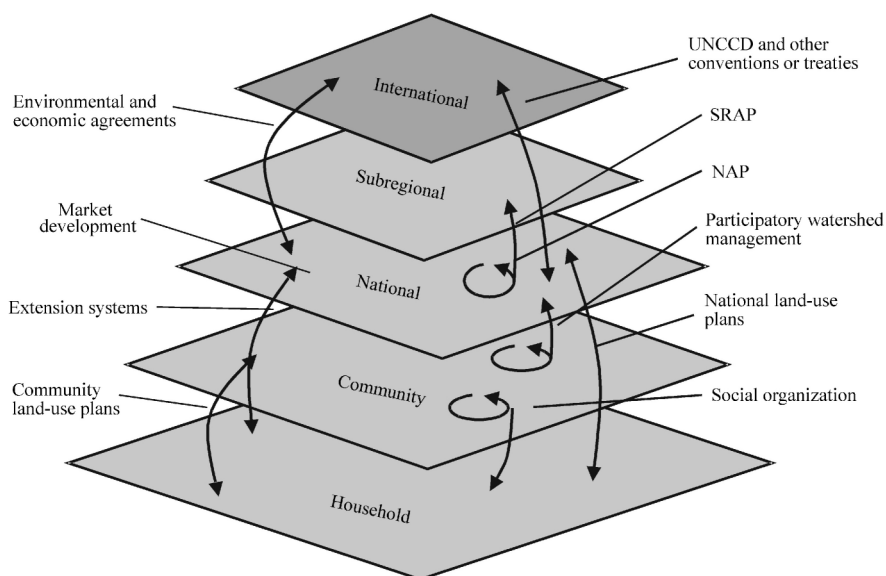 International
UNCCD and other
conventions or treaties
Environmental and
economic agreements
SRAP
Subregional
NAP
Market
development
Participatory watershed
management
National
Extension systems
National land-use
plans
Community
Community
land-use plans
Social organization
Household